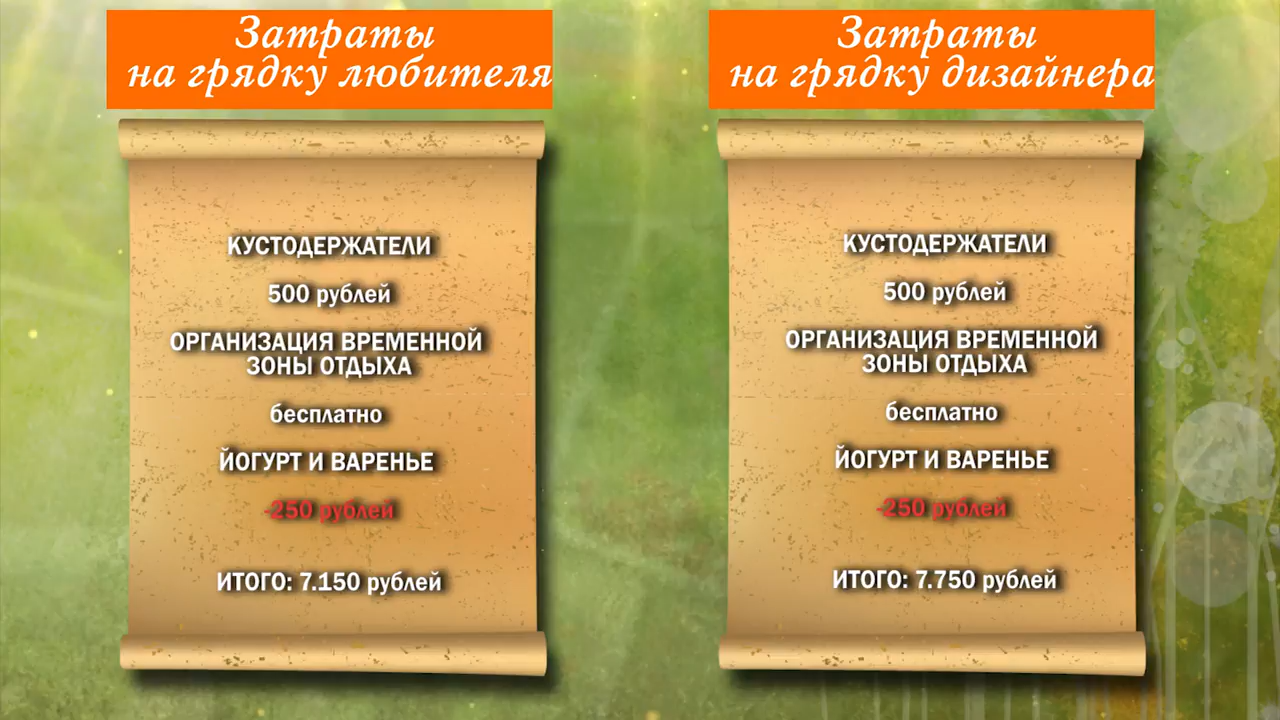 Затраты
на грядку любителя
КУСТОДЕРЖАТЕЛИ
500 рублей
ОРГАНИЗАЦИЯ ВРЕМЕННОЙ
ЗОНЫ ОТДЫХА
бесплатно
ЙОГУРТ И ВАРЕНЬЕ
-250 рублей
ИТОГО: 7.150 рублей
Затраты
на грядку дизайнера
КУСТОДЕРЖАТЕЛИ
500 рублей
ОРГАНИЗАЦИЯ ВРЕМЕННОЙ
ЗОНЫ ОТДЫХА
бесплатно
ЙОГУРТ И ВАРЕНЬЕ
-250 рублей
ИТОГО: 7.750 рублей